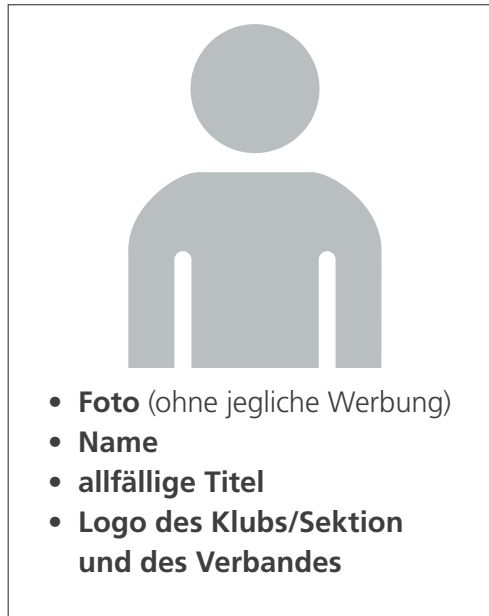 • Foto (ohne jegliche Werbung)
• Name
• allfällige Titel
• Logo des Klubs/Sektion
und des Verbandes